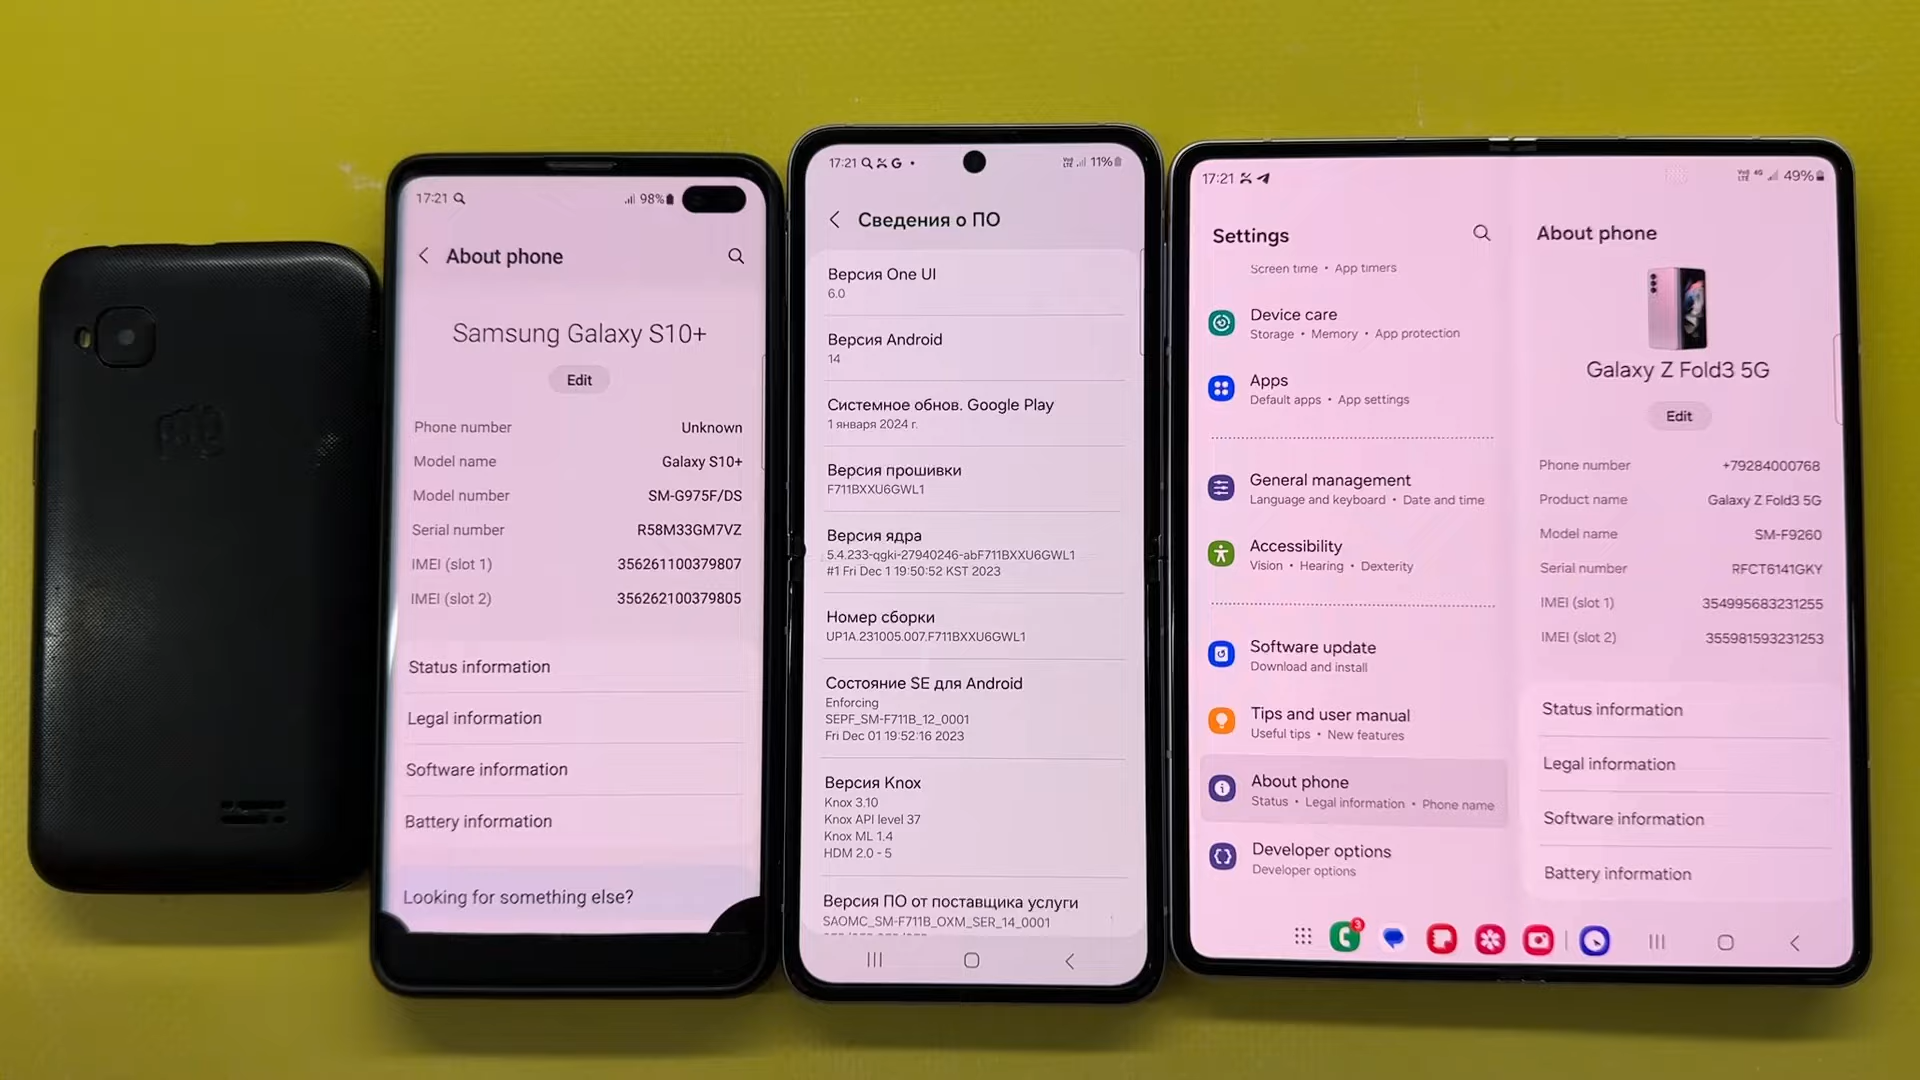 17:21
98%
About phone
Samsung Galaxy S10+
Edit
Phone number Unknown
Model name Galaxy S10+
Model number SM-G975F/DS
Serial number R58M33GM7VZ
IMEI (slot 1) 356261100379807
IMEI (slot 2) 356262100379805
Status information
Legal information
Software information
Battery information
Looking for something else?
17:21 G
11%
Сведения о ПО
Версия One UI
6.0
Версия Android
14
Системное обнов. Google Play
1 января 2024 г.
Версия прошивки
F711BXXU6GWL1
Версия ядра
5.4.233-qgki-27940246-abF711BXXU6GWL1
#1 Fri Dec 1 19:50:52 KST 2023
Номер сборки
UP1A.231005.007.F711BXXU6GWL1
Состояние SE для Android
Enforcing
SEPF_SM-F711B_12_0001
Fri Dec 01 19:52:16 2023
Версия Knox
Knox 3.10
Knox API level 37
Knox ML 1.4
HDM 2.0 - 5
Версия ПО от поставщика услуги
SAOMC_SM-F711B_OXM_SER_14_0001
17:21
49%
Settings
Screen time • App timers
Device care
Storage • Memory • App protection
Apps
Default apps • App settings
General management
Language and keyboard • Date and time
Accessibility
Vision • Hearing • Dexterity
Software update
Download and install
Tips and user manual
Useful tips • New features
About phone
Status • Legal information • Phone name
Developer options
Developer options
About phone
Galaxy Z Fold3 5G
Edit
Phone number +79284000768
Product name Galaxy Z Fold3 5G
Model name SM-F9260
Serial number RFCT6141GKY
IMEI (slot 1) 354995683231255
IMEI (slot 2) 355981593231253
Status information
Legal information
Software information
Battery information
3